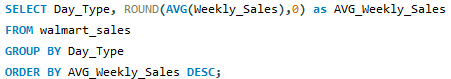 SELECT Day_Type, ROUND(AVG(Weekly_Sales),0) as AVG_Weekly_Sales
FROM walmart_sales
GROUP BY Day_Type
ORDER BY AVG_Weekly_Sales DESC;